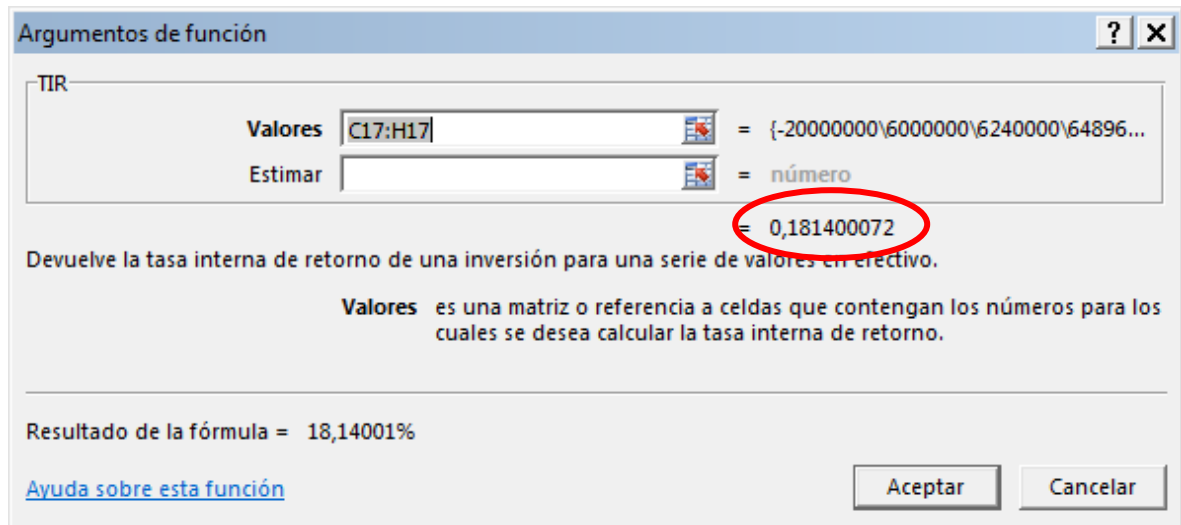 Argumentos de función
TIR
Valores C17:H17 = {-20000000\6000000\6240000\64896...
Estimar = número
= 0,181400072
Devuelve la tasa interna de retorno de una inversión para una serie de valores en efectivo.
Valores es una matriz o referencia a celdas que contengan los números para los
cuales se desea calcular la tasa interna de retorno.
Resultado de la fórmula = 18,14001%
Ayuda sobre esta función Aceptar Cancelar